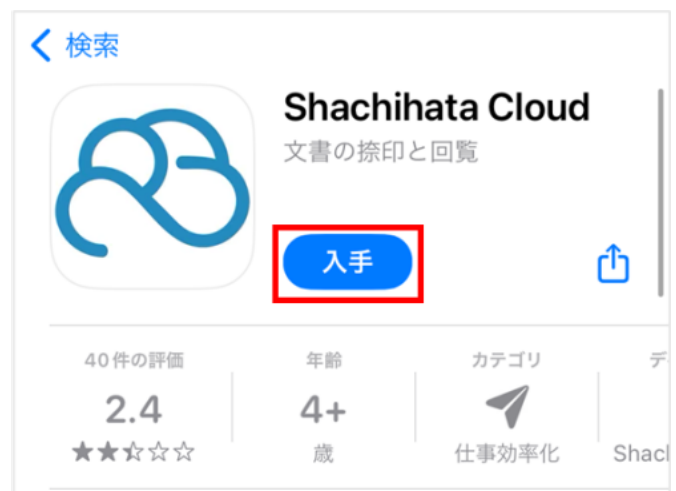 検索
Shachihata Cloud
文書の捺印と回覧
入手
40件の評価
年齢
カテゴリ
デ
2.4
4+
★★☆☆☆
歳
仕事効率化
Shacl